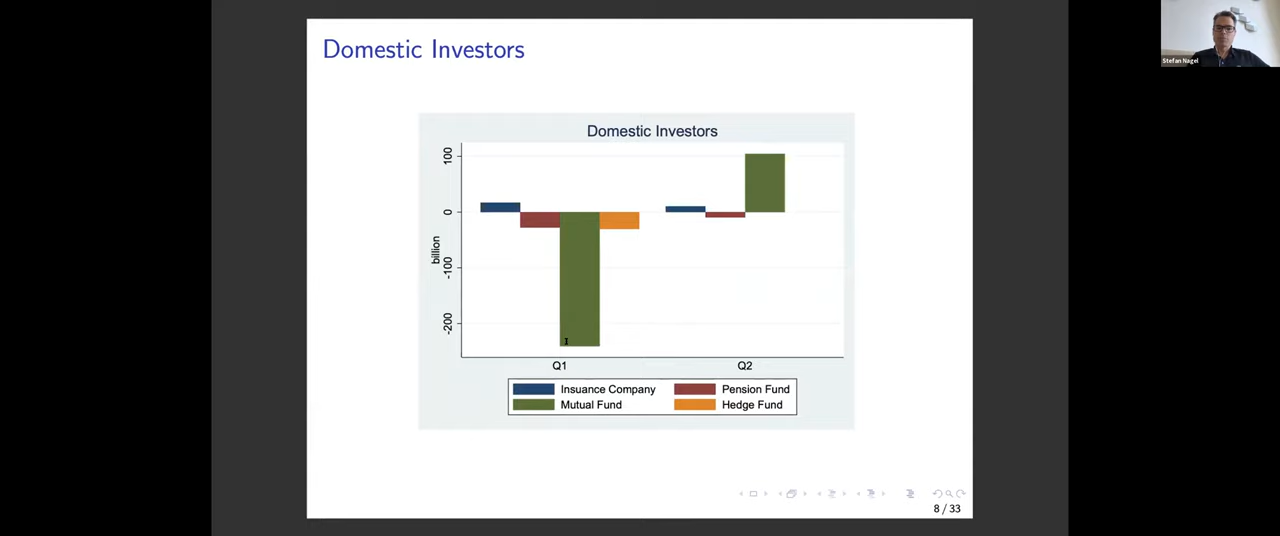 Domestic Investors
Stefan Nagel
Domestic Investors
100
0
-100
-200
billion
Q1 Q2
Insuance Company Pension Fund
Mutual Fund Hedge Fund
8 / 33